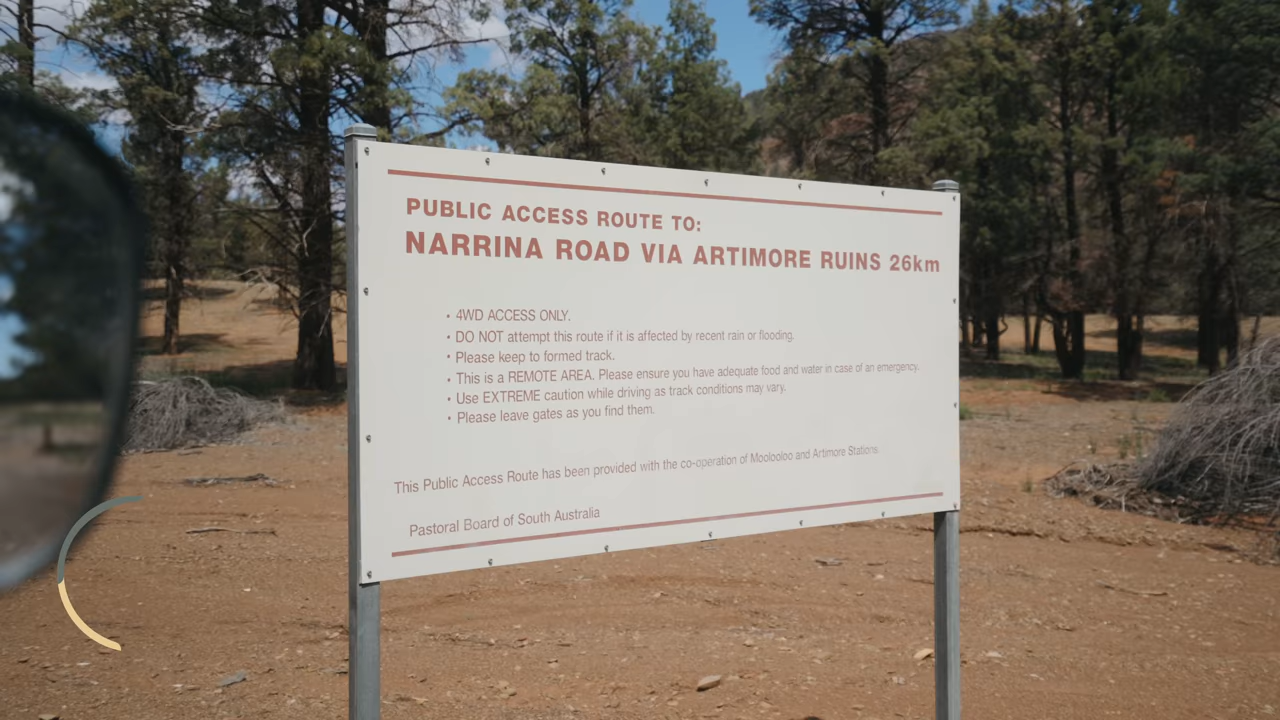 PUBLIC ACCESS ROUTE TO:
NARRINA ROAD VIA ARTIMORE RUINS 26km
• 4WD ACCESS ONLY.
• DO NOT attempt this route if it is affected by recent rain or flooding.
• Please keep to formed track.
• This is a REMOTE AREA. Please ensure you have adequate food and water in case of an emergency.
• Use EXTREME caution while driving as track conditions may vary.
• Please leave gates as you find them.
This Public Access Route has been provided with the co-operation of Moolooloo and Artimore Stations.
Pastoral Board of South Australia